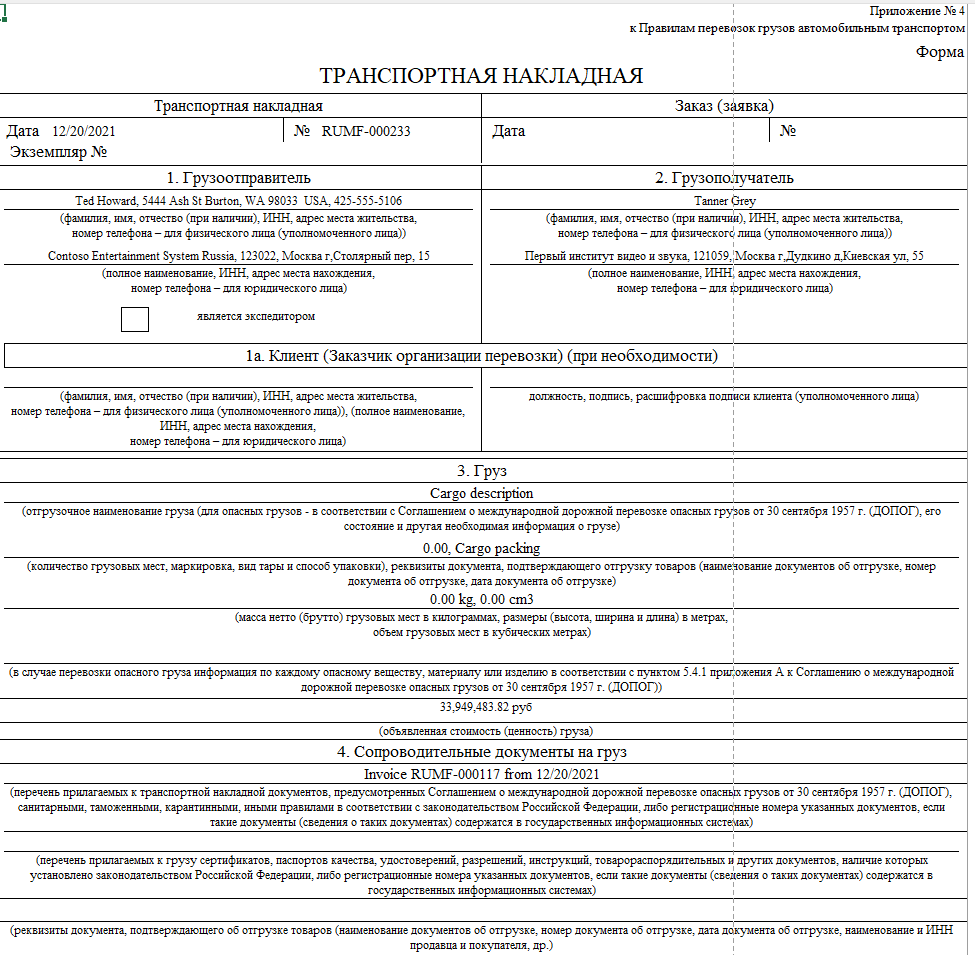 Приложение № 4
к Правилам перевозок грузов автомобильным транспортом
Форма
ТРАНСПОРТНАЯ НАКЛАДНАЯ
Транспортная накладная
Заказ (заявка)
Дата 12/20/2021 № RUMF-000233
Дата №
Экземпляр №
1. Грузоотправитель
2. Грузополучатель
Ted Howard, 5444 Ash St Burton, WA 98033 USA, 425-555-5106
Tanner Grey
(фамилия, имя, отчество (при наличии), ИНН, адрес места жительства,
номер телефона – для физического лица (уполномоченного лица))
(фамилия, имя, отчество (при наличии), ИНН, адрес места жительства,
номер телефона – для физического лица (уполномоченного лица))
Contoso Entertainment System Russia, 123022, Москва г,Столярный пер, 15
Первый институт видео и звука, 121059, Москва г,Дудкино д,Киевская ул, 55
(полное наименование, ИНН, адрес места нахождения,
номер телефона – для юридического лица)
(полное наименование, ИНН, адрес места нахождения,
номер телефона – для юридического лица)
является экспедитором
1а. Клиент (Заказчик организации перевозки) (при необходимости)
(фамилия, имя, отчество (при наличии), ИНН, адрес места жительства,
номер телефона – для физического лица (уполномоченного лица)), (полное наименование,
ИНН, адрес места нахождения,
номер телефона – для юридического лица)
должность, подпись, расшифровка подписи клиента (уполномоченного лица)
3. Груз
Cargo description
(отгрузочное наименование груза (для опасных грузов - в соответствии с Соглашением о международной дорожной перевозке опасных грузов от 30 сентября 1957 г. (ДОПОГ), его
состояние и другая необходимая информация о грузе)
0.00, Cargo packing
(количество грузовых мест, маркировка, вид тары и способ упаковки), реквизиты документа, подтверждающего отгрузку товаров (наименование документов об отгрузке, номер
документа об отгрузке, дата документа об отгрузке)
0.00 kg, 0.00 cm3
(масса нетто (брутто) грузовых мест в килограммах, размеры (высота, ширина и длина) в метрах,
объем грузовых мест в кубических метрах)
(в случае перевозки опасного груза информация по каждому опасному веществу, материалу или изделию в соответствии с пунктом 5.4.1 приложения А к Соглашению о международной
дорожной перевозке опасных грузов от 30 сентября 1957 г. (ДОПОГ))
33,949,483.82 руб
(объявленная стоимость (ценность) груза)
4. Сопроводительные документы на груз
Invoice RUMF-000117 from 12/20/2021
(перечень прилагаемых к транспортной накладной документов, предусмотренных Соглашением о международной дорожной перевозке опасных грузов от 30 сентября 1957 г. (ДОПОГ),
санитарными, таможенными, карантинными, иными правилами в соответствии с законодательством Российской Федерации, либо регистрационные номера указанных документов, если
такие документы (сведения о таких документах) содержатся в государственных информационных системах)
(перечень прилагаемых к грузу сертификатов, паспортов качества, удостоверений, разрешений, инструкций, товарораспорядительных и других документов, наличие которых
установлено законодательством Российской Федерации, либо регистрационные номера указанных документов, если такие документы (сведения о таких документах) содержатся в
государственных информационных системах)
(реквизиты документа, подтверждающего об отгрузке товаров (наименование документов об отгрузке, номер документа об отгрузке, дата документа об отгрузке, наименование и ИНН
продавца и покупателя, др.)